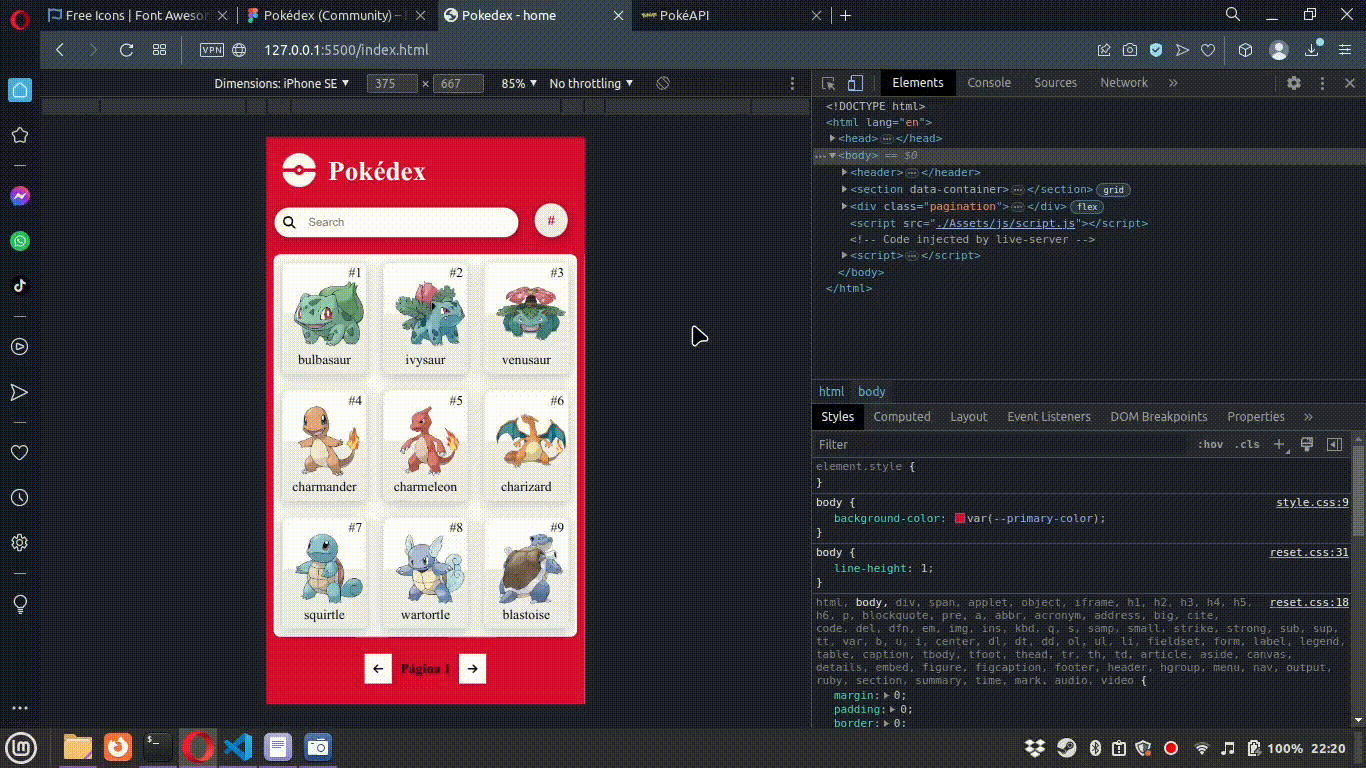 Free Icons | Font Aweso
Pokédex (Community) –
Pokedex - home
PokéAPI
VPN
127.0.0.1:5500/index.html
Dimensions: iPhone SE
375 × 667
85%
No throttling
Elements
Console
Sources
Network
<!DOCTYPE html>
<html lang="en">
<head> ⋯ </head>
<body> == $0
<header> ⋯ </header>
<section data-container> ⋯ </section> grid
<div class="pagination"> ⋯ </div> flex
<script src="./Assets/js/script.js"></script>
<!-- Code injected by live-server -->
<script> ⋯ </script>
</body>
</html>
html body
Styles
Computed
Layout
Event Listeners
DOM Breakpoints
Properties
Filter
:hov .cls
element.style {
}
body {
style.css:9
background-color: var(--primary-color);
}
body {
reset.css:31
line-height: 1;
}
html, body, div, span, applet, object, iframe, h1, h2, h3, h4, h5,
reset.css:18
h6, p, blockquote, pre, a, abbr, acronym, address, big, cite,
code, del, dfn, em, img, ins, kbd, q, s, samp, small, strike, strong, sub, sup,
tt, var, b, u, i, center, dl, dt, dd, ol, ul, li, fieldset, form, label, legend,
table, caption, tbody, tfoot, thead, tr, th, td, article, aside, canvas,
details, embed, figure, figcaption, footer, header, hgroup, menu, nav, output,
ruby, section, summary, time, mark, audio, video {
margin: 0;
padding: 0;
border: 0;
Pokédex
Search
#
#1
bulbasaur
#2
ivysaur
#3
venusaur
#4
charmander
#5
charmeleon
#6
charizard
#7
squirtle
#8
wartortle
#9
blastoise
Página 1
100% 22:20